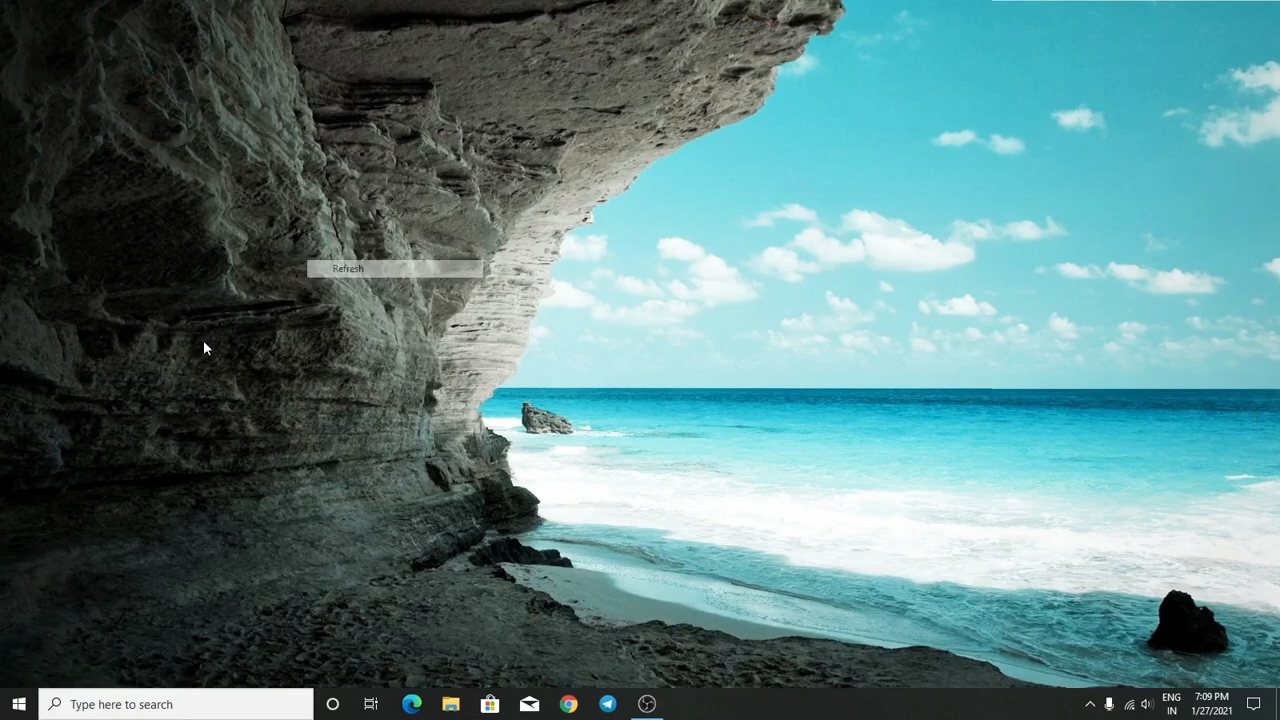 Refresh
Type here to search
ENG
IN
7:09 PM
1/27/2021